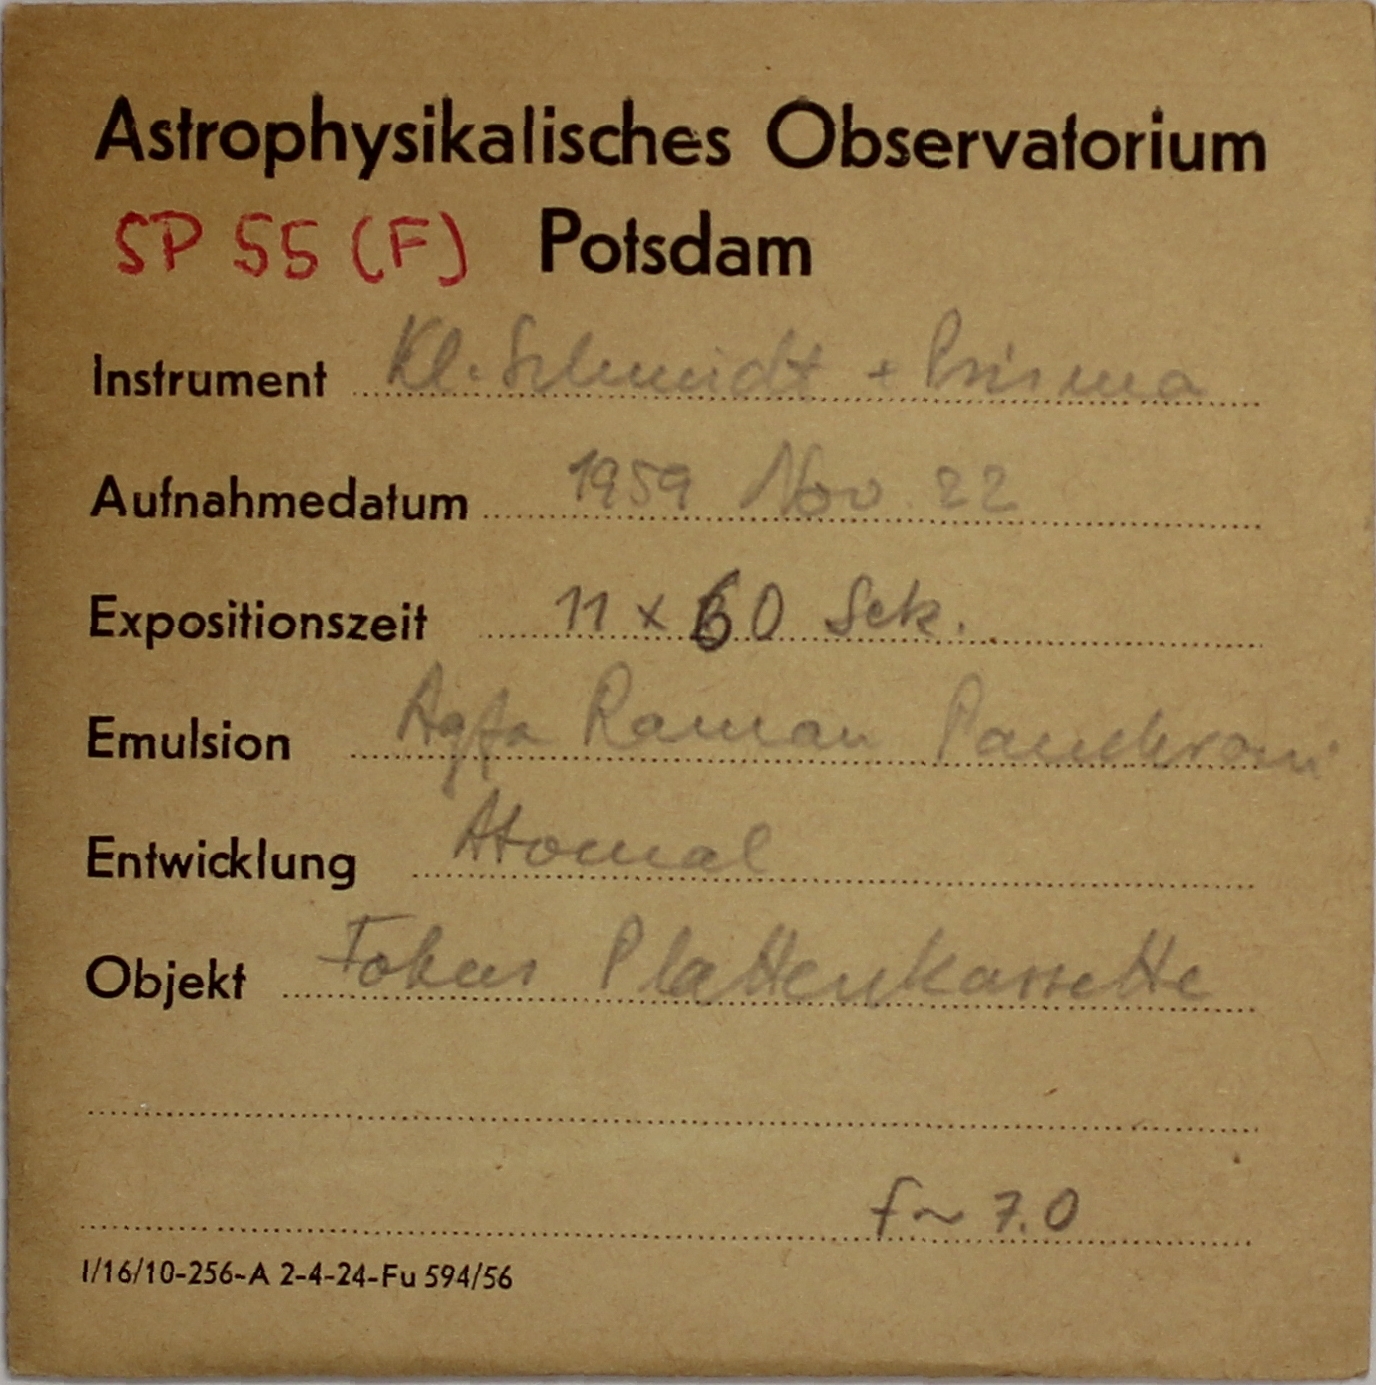 Astrophysikalisches Observatorium
SP 55 (F) Potsdam
Instrument Kl. Schmidt + Prisma
Aufnahmedatum 1959 Nov 22
Expositionszeit 11 x 60 Sek.
Emulsion Agfa Raman Panchrom
Entwicklung Atomal
Objekt Fokus Plattenkassette
f ~ 7.0
I/16/10-256-A 2-4-24-Fu 594/56